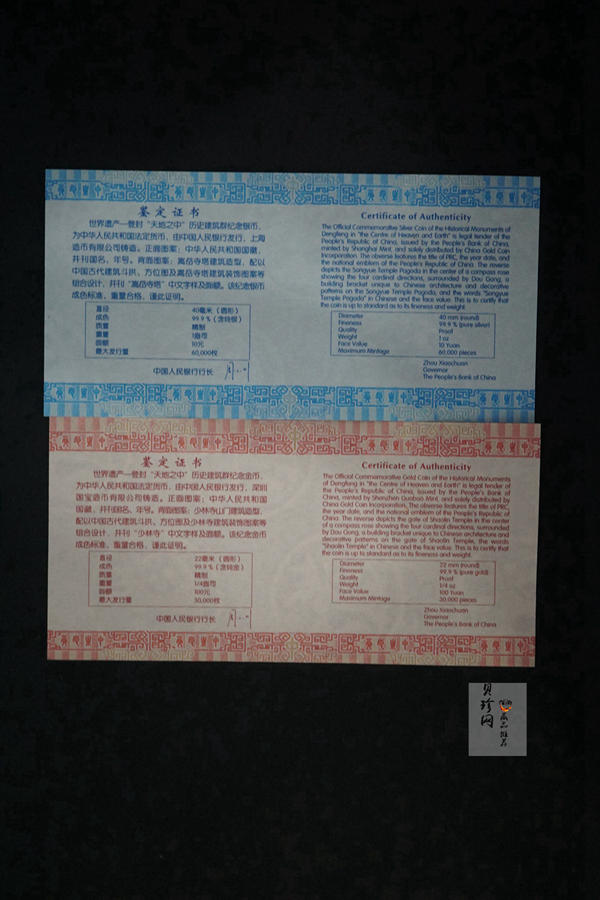 鉴定证书
世界遗产—登封“天地之中”历史建筑群纪念银币,
为中华人民共和国法定货币, 由中国人民银行发行, 上海
造币有限公司铸造。正面图案: 中华人民共和国国徽,
并刊国名、年号。背面图案: 嵩岳寺塔建筑造型, 配以
中国古代建筑斗拱、方位图及嵩岳寺塔建筑装饰图案等
组合设计, 并刊“嵩岳寺塔”中文字样及面额。该纪念银币
成色标准, 重量合格, 谨此证明。
直径 40毫米(圆形)
成色 99.9%(含纯银)
质量 精制
重量 1盎司
面额 10元
最大发行量 60,000枚
中国人民银行行长
Certificate of Authenticity
The Official Commemorative Silver Coin of the Historical Monuments of
Dengfeng in "the Centre of Heaven and Earth" is legal tender of the
People's Republic of China, issued by the People's Bank of China,
minted by Shanghai Mint, and solely distributed by China Gold Coin
Incorporation. The obverse features the title of PRC, the year date, and
the national emblem of the People's Republic of China. The reverse
depicts the Songyue Temple Pagoda in the center of a compass rose
showing the four cardinal directions, surrounded by Dou Gong, a
building bracket unique to Chinese architecture and decorative
patterns on the Songyue Temple Pagoda, and the words "Songyue
Temple Pagoda" in Chinese and the face value. This is to certify that
the coin is up to standard as to its fineness and weight.
Diameter 40 mm (round)
Fineness 99.9% (pure silver)
Quality Proof
Weight 1 oz
Face Value 10 Yuan
Maximum Mintage 60,000 pieces
Zhou Xiaochuan
Governor
The People's Bank of China
鉴定证书
世界遗产—登封“天地之中”历史建筑群纪念金币,
为中华人民共和国法定货币, 由中国人民银行发行, 深圳
国宝造币有限公司铸造。正面图案: 中华人民共和国
国徽, 并刊国名、年号。背面图案: 少林寺山门建筑造型,
配以中国古代建筑斗拱、方位图及少林寺建筑装饰图案等
组合设计, 并刊“少林寺”中文字样及面额。该纪念金币
成色标准, 重量合格, 谨此证明。
直径 22毫米(圆形)
成色 99.9%(含纯金)
质量 精制
重量 1/4盎司
面额 100元
最大发行量 30,000枚
中国人民银行行长
Certificate of Authenticity
The Official Commemorative Gold Coin of the Historical Monuments
of Dengfeng in "the Centre of Heaven and Earth" is legal tender of
the People's Republic of China, issued by the People's Bank of
China, minted by Shenzhen Guobao Mint, and solely distributed by
China Gold Coin Incorporation. The obverse features the title of PRC,
the year date, and the national emblem of the People's Republic of
China. The reverse depicts the gate of Shaolin Temple in the center
of a compass rose showing the four cardinal directions, surrounded
by Dou Gong, a building bracket unique to Chinese architecture and
decorative patterns on the gate of Shaolin Temple, the words
"Shaolin Temple" in Chinese and the face value. This is to certify that
the coin is up to standard as to its fineness and weight.
Diameter 22 mm (round)
Fineness 99.9% (pure gold)
Quality Proof
Weight 1/4 oz
Face Value 100 Yuan
Maximum Mintage 30,000 pieces
Zhou Xiaochuan
Governor
The People's Bank of China
贝珍网
品推荐